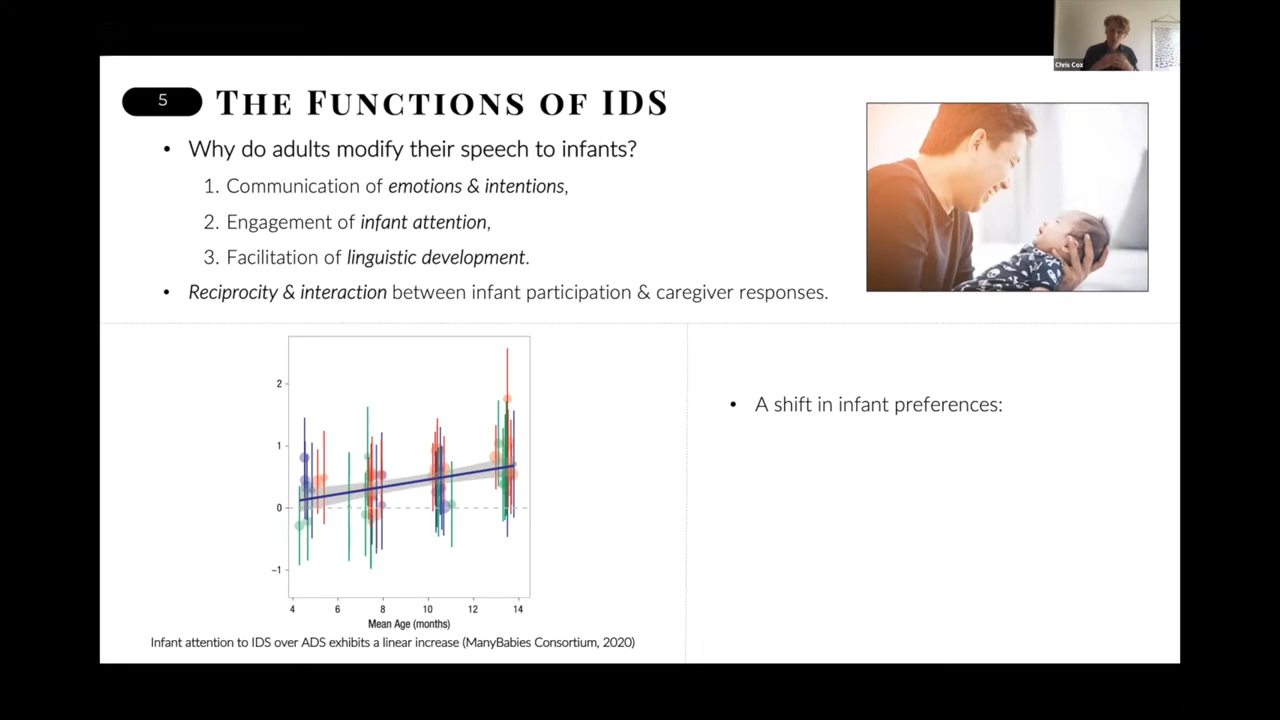 Chris Cox
5 The Functions of IDS
• Why do adults modify their speech to infants?
1. Communication of emotions & intentions,
2. Engagement of infant attention,
3. Facilitation of linguistic development.
• Reciprocity & interaction between infant participation & caregiver responses.
2
1
0
−1
4 6 8 10 12 14
Mean Age (months)
Infant attention to IDS over ADS exhibits a linear increase (ManyBabies Consortium, 2020)
• A shift in infant preferences: